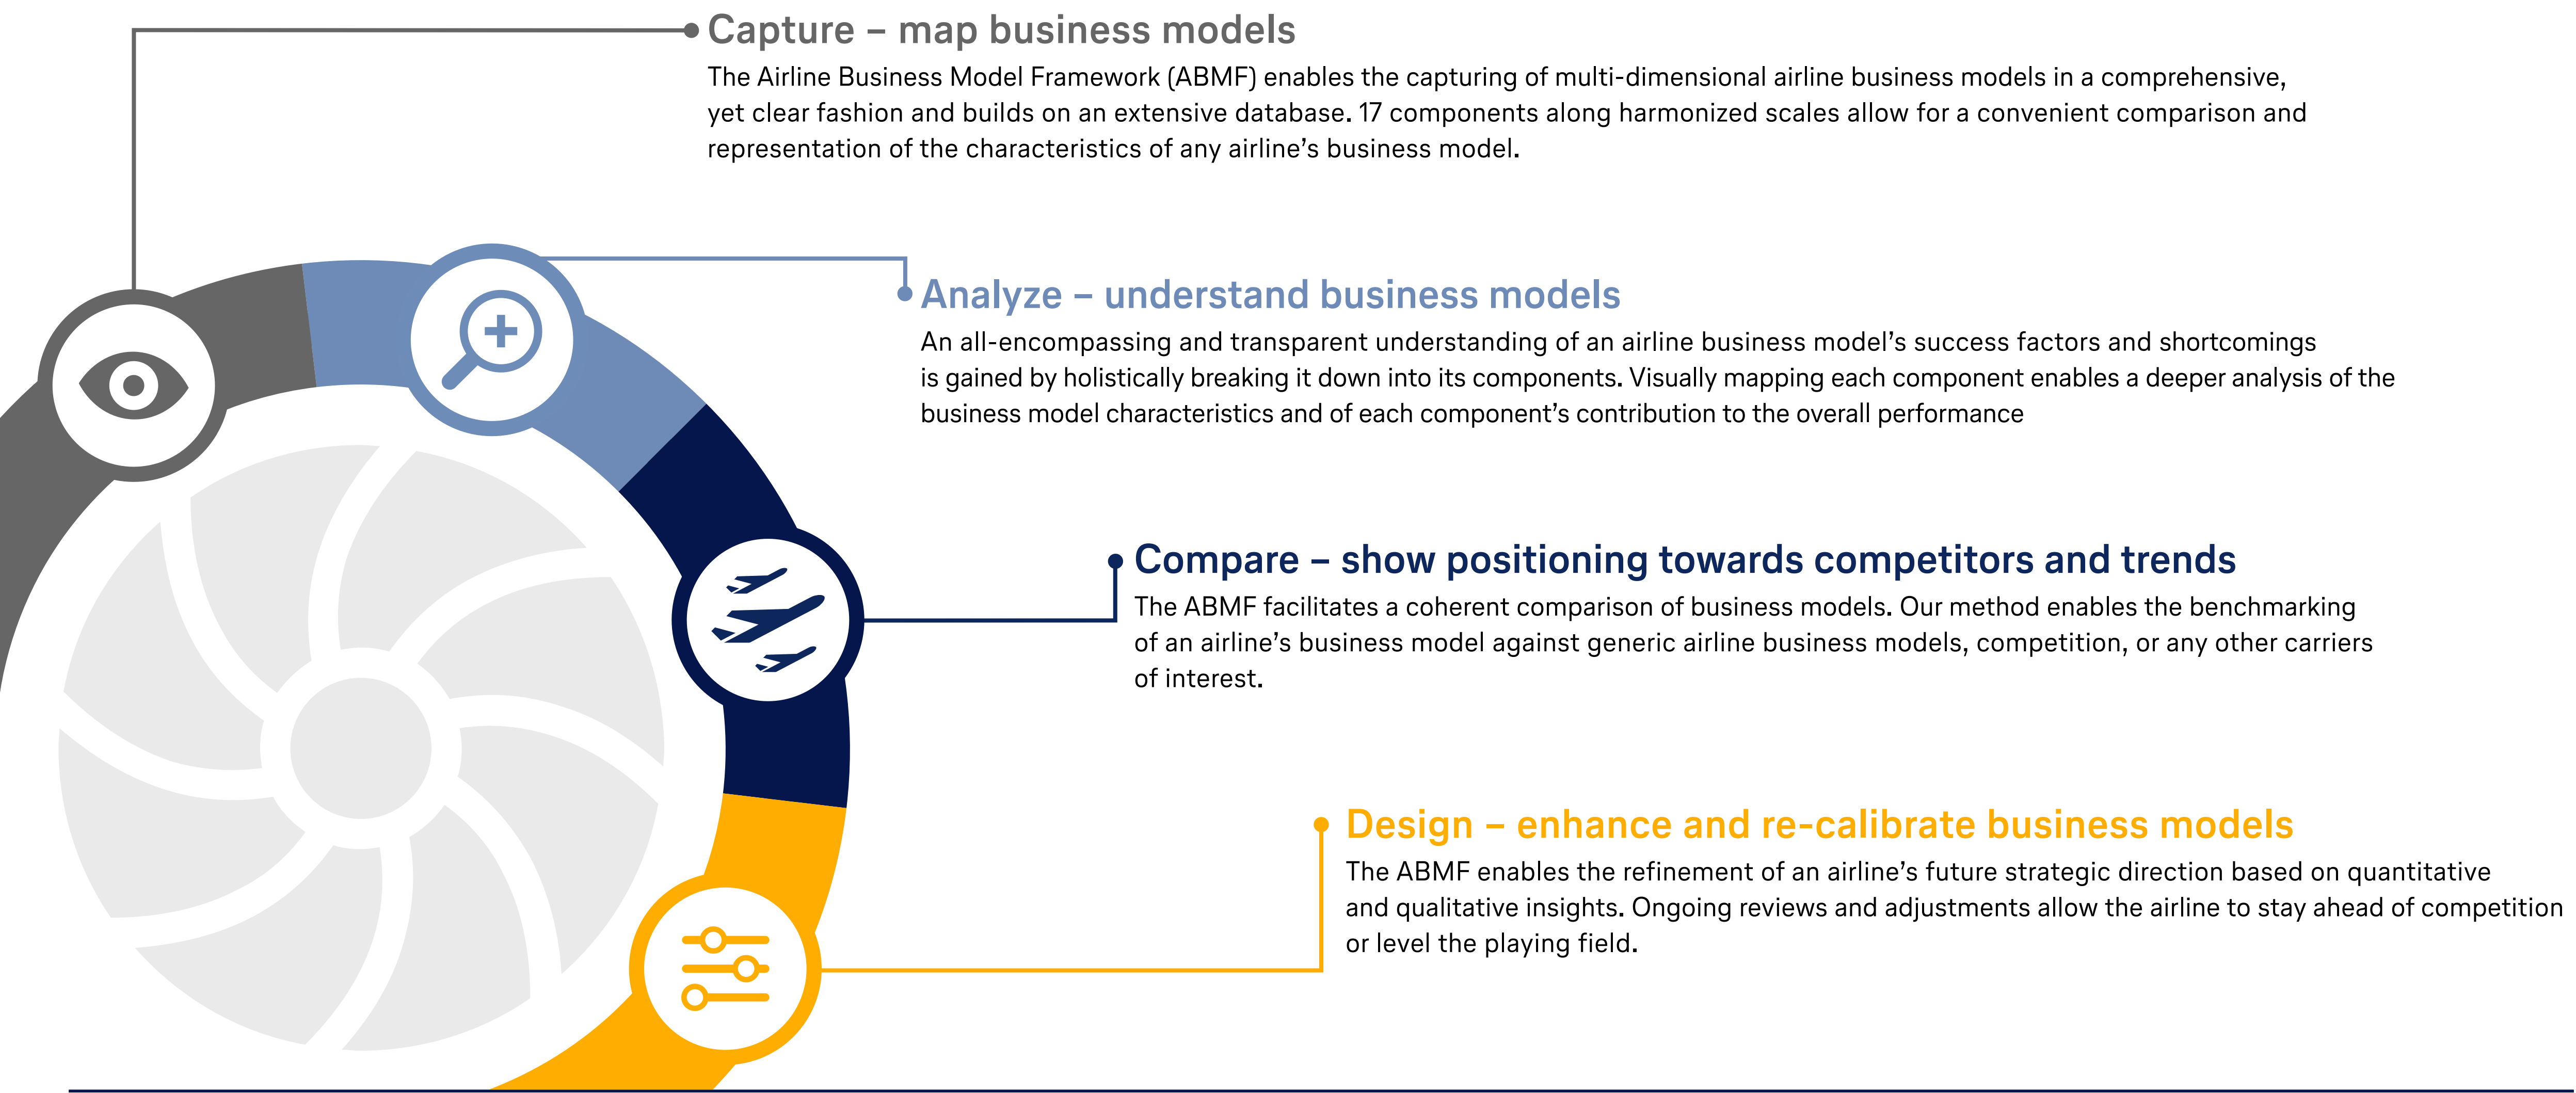 Capture – map business models
The Airline Business Model Framework (ABMF) enables the capturing of multi-dimensional airline business models in a comprehensive,
yet clear fashion and builds on an extensive database. 17 components along harmonized scales allow for a convenient comparison and
representation of the characteristics of any airline’s business model.
Analyze – understand business models
An all-encompassing and transparent understanding of an airline business model’s success factors and shortcomings
is gained by holistically breaking it down into its components. Visually mapping each component enables a deeper analysis of the
business model characteristics and of each component’s contribution to the overall performance
Compare – show positioning towards competitors and trends
The ABMF facilitates a coherent comparison of business models. Our method enables the benchmarking
of an airline’s business model against generic airline business models, competition, or any other carriers
of interest.
Design – enhance and re-calibrate business models
The ABMF enables the refinement of an airline’s future strategic direction based on quantitative
and qualitative insights. Ongoing reviews and adjustments allow the airline to stay ahead of competition
or level the playing field.